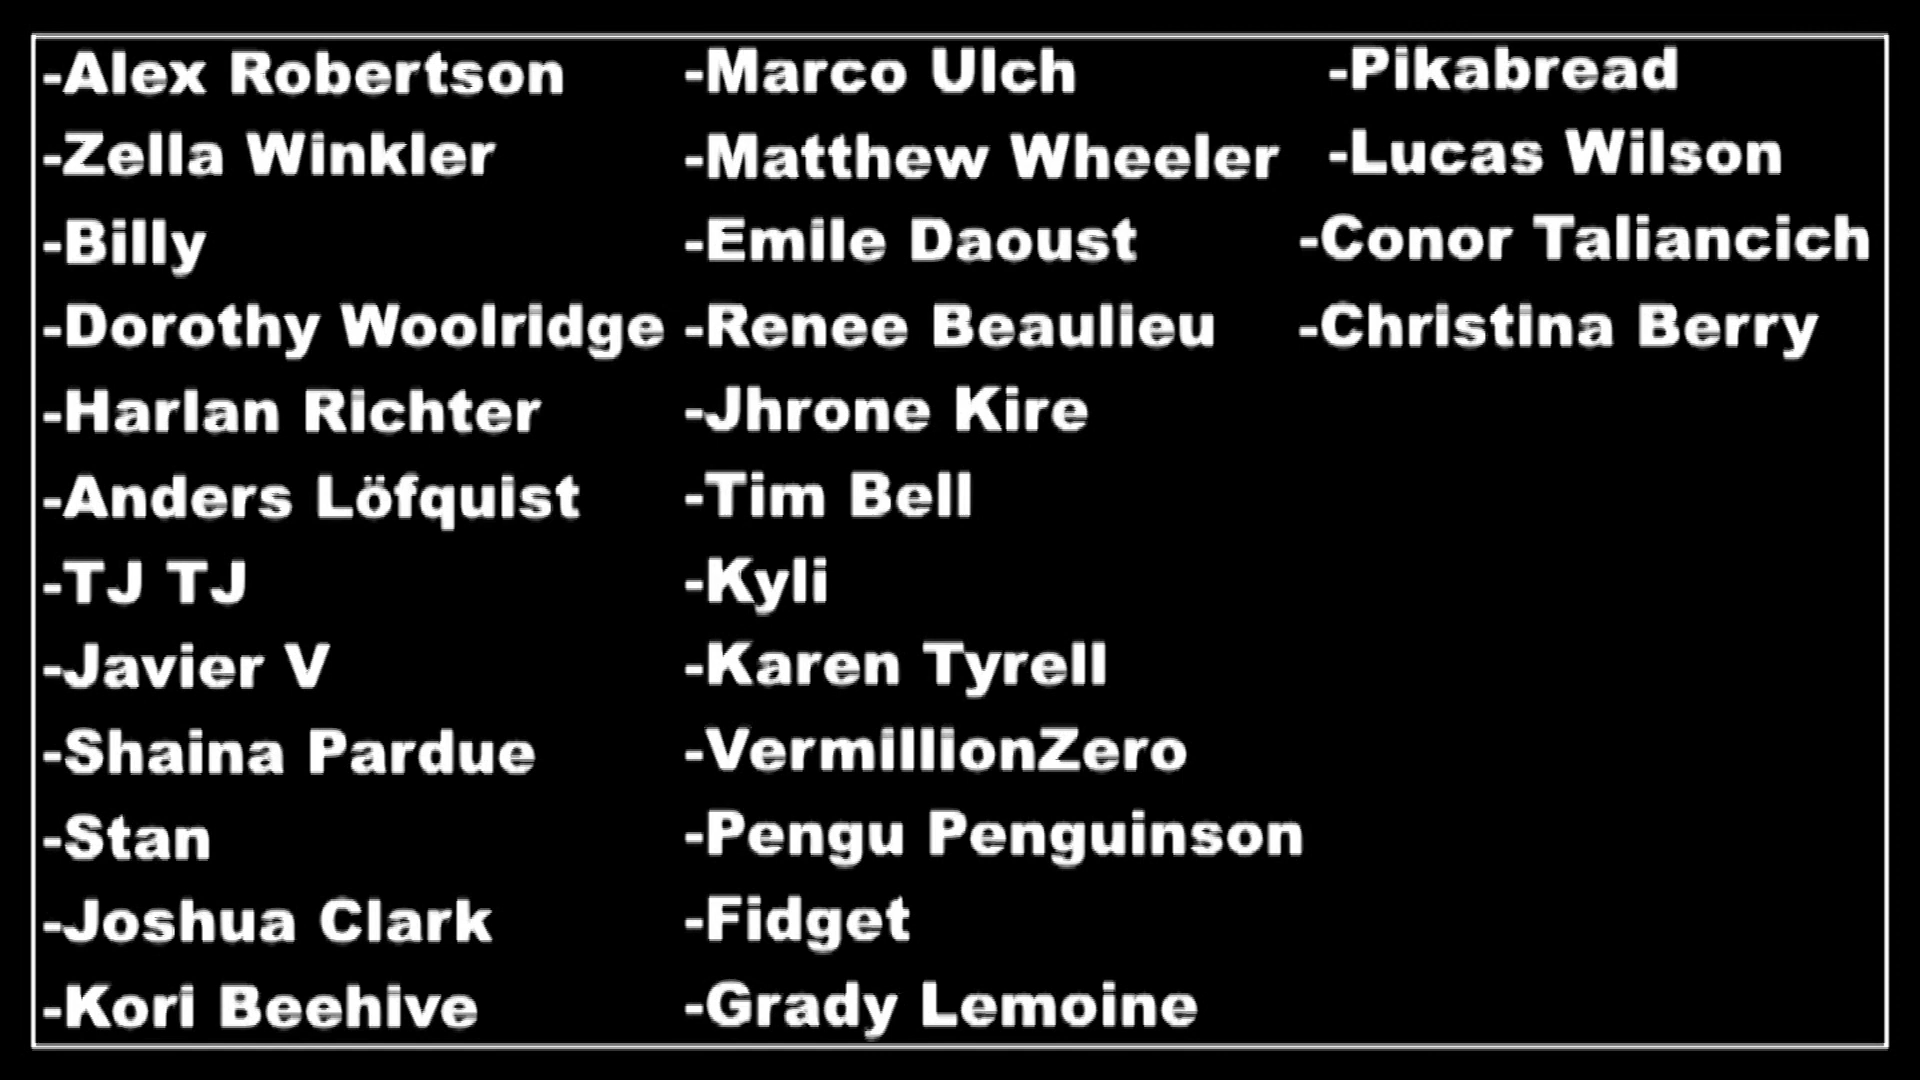 -Alex Robertson
-Zella Winkler
-Billy
-Dorothy Woolridge
-Harlan Richter
-Anders Löfquist
-TJ TJ
-Javier V
-Shaina Pardue
-Stan
-Joshua Clark
-Kori Beehive
-Marco Ulch
-Matthew Wheeler
-Emile Daoust
-Renee Beaulieu
-Jhrone Kire
-Tim Bell
-Kyli
-Karen Tyrell
-VermillionZero
-Pengu Penguinson
-Fidget
-Grady Lemoine
-Pikabread
-Lucas Wilson
-Conor Taliancich
-Christina Berry